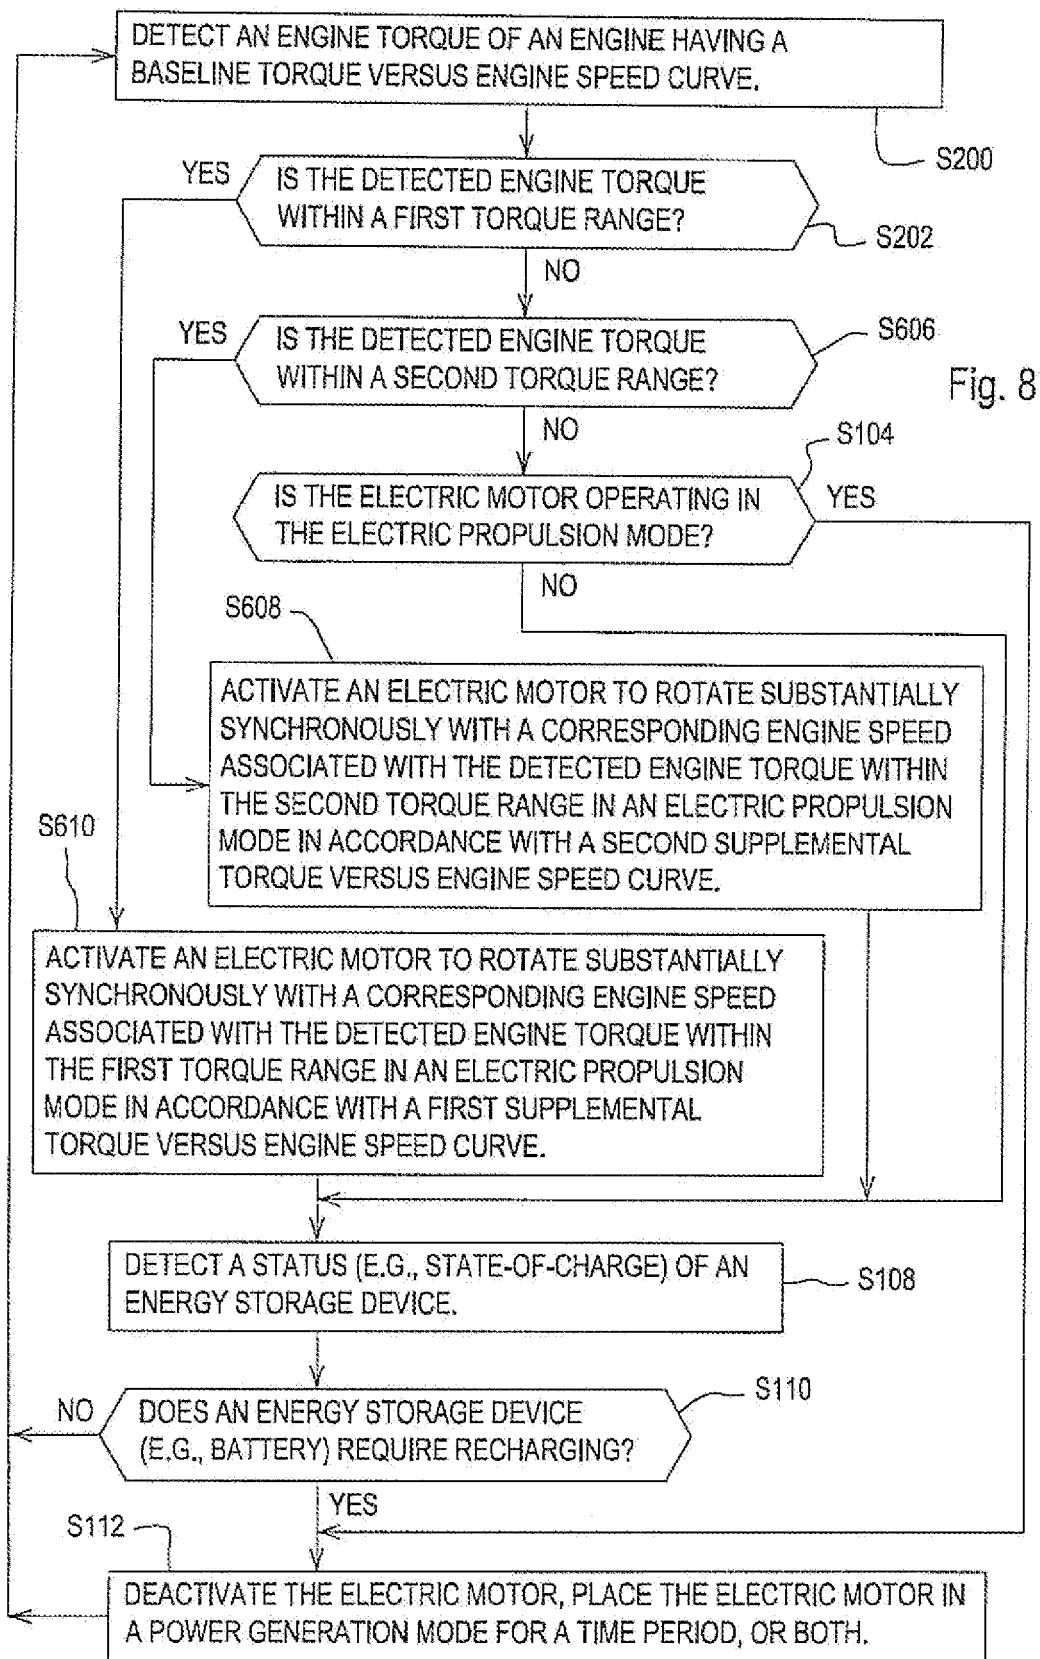 DETECT AN ENGINE TORQUE OF AN ENGINE HAVING A
BASELINE TORQUE VERSUS ENGINE SPEED CURVE.
S200
YES
IS THE DETECTED ENGINE TORQUE
WITHIN A FIRST TORQUE RANGE?
S202
NO
YES
IS THE DETECTED ENGINE TORQUE
WITHIN A SECOND TORQUE RANGE?
S606
Fig. 8
NO
S104
IS THE ELECTRIC MOTOR OPERATING IN
THE ELECTRIC PROPULSION MODE?
YES
NO
S608
ACTIVATE AN ELECTRIC MOTOR TO ROTATE SUBSTANTIALLY
SYNCHRONOUSLY WITH A CORRESPONDING ENGINE SPEED
ASSOCIATED WITH THE DETECTED ENGINE TORQUE WITHIN
THE SECOND TORQUE RANGE IN AN ELECTRIC PROPULSION
MODE IN ACCORDANCE WITH A SECOND SUPPLEMENTAL
TORQUE VERSUS ENGINE SPEED CURVE.
S610
ACTIVATE AN ELECTRIC MOTOR TO ROTATE SUBSTANTIALLY
SYNCHRONOUSLY WITH A CORRESPONDING ENGINE SPEED
ASSOCIATED WITH THE DETECTED ENGINE TORQUE WITHIN
THE FIRST TORQUE RANGE IN AN ELECTRIC PROPULSION
MODE IN ACCORDANCE WITH A FIRST SUPPLEMENTAL
TORQUE VERSUS ENGINE SPEED CURVE.
DETECT A STATUS (E.G., STATE-OF-CHARGE) OF AN
ENERGY STORAGE DEVICE.
S108
NO
DOES AN ENERGY STORAGE DEVICE
(E.G., BATTERY) REQUIRE RECHARGING?
S110
YES
S112
DEACTIVATE THE ELECTRIC MOTOR, PLACE THE ELECTRIC MOTOR IN
A POWER GENERATION MODE FOR A TIME PERIOD, OR BOTH.